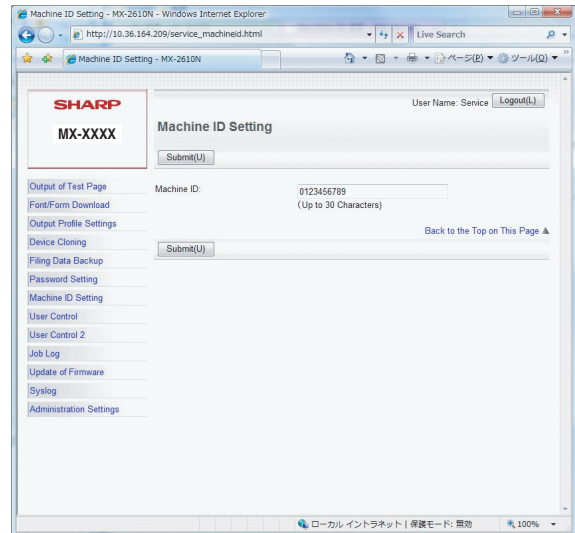 Machine ID Setting - MX-2610N - Windows Internet Explorer
http://10.36.164.209/service_machineid.html
Live Search
Machine ID Setting - MX-2610N
ページ(P)
ツール(O)
SHARP
MX-XXXX
User Name: Service
Logout(L)
Machine ID Setting
Submit(U)
Output of Test Page
Font/Form Download
Output Profile Settings
Device Cloning
Filing Data Backup
Password Setting
Machine ID Setting
User Control
User Control 2
Job Log
Update of Firmware
Syslog
Administration Settings
Machine ID:
0123456789
(Up to 30 Characters)
Back to the Top on This Page ▲
Submit(U)
ローカル イントラネット | 保護モード: 無効
100%